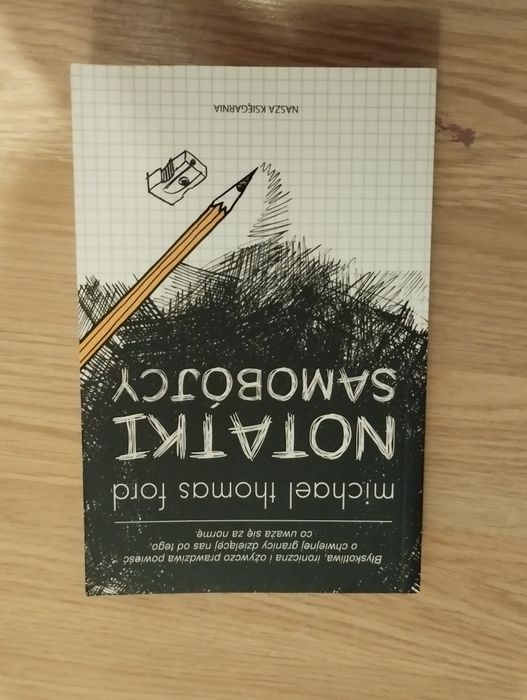 Błyskotliwa, ironiczna i ożywczo prawdziwa powieść
o chwiejnej granicy dzielącej nas od tego,
co uważa się za normę.
michael thomas ford
NOTATKI
SAMOBÓJCY
NASZA KSIĘGARNIA